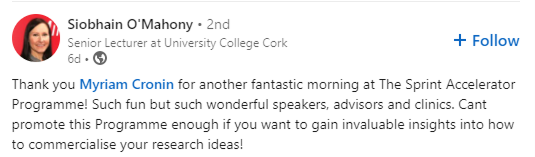 Siobhain O'Mahony • 2nd
Senior Lecturer at University College Cork
6d •
+ Follow
Thank you Myriam Cronin for another fantastic morning at The Sprint Accelerator
Programme! Such fun but such wonderful speakers, advisors and clinics. Cant
promote this Programme enough if you want to gain invaluable insights into how
to commercialise your research ideas!